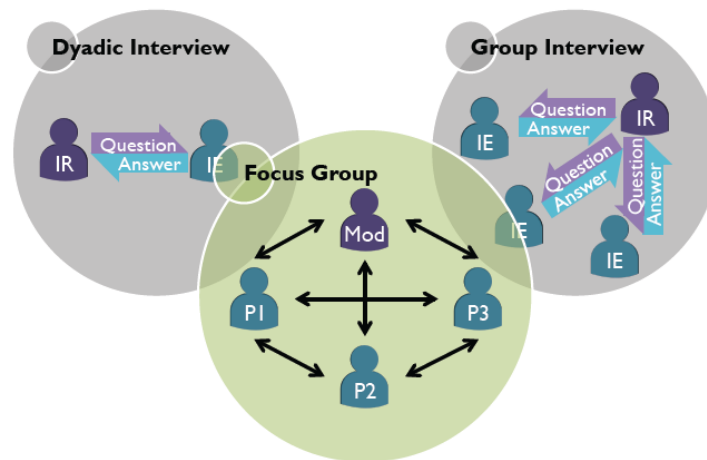 Dyadic Interview
IR
Question
Answer
IE
Group Interview
IE
Question
Answer
IR
Question
Answer
Question
Answer
IE
IE
Focus Group
Mod
P1
P3
P2